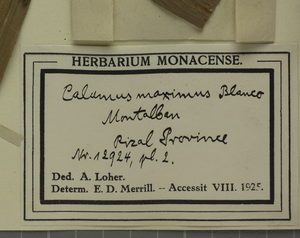 HERBARIUM MONACENSE.
Calamus maximus Blanco
Montalban
Rizal Province
Nr. 12924, pl. 2.
Ded. A. Loher.
Determ. E. D. Merrill. – Accessit VIII. 1925.